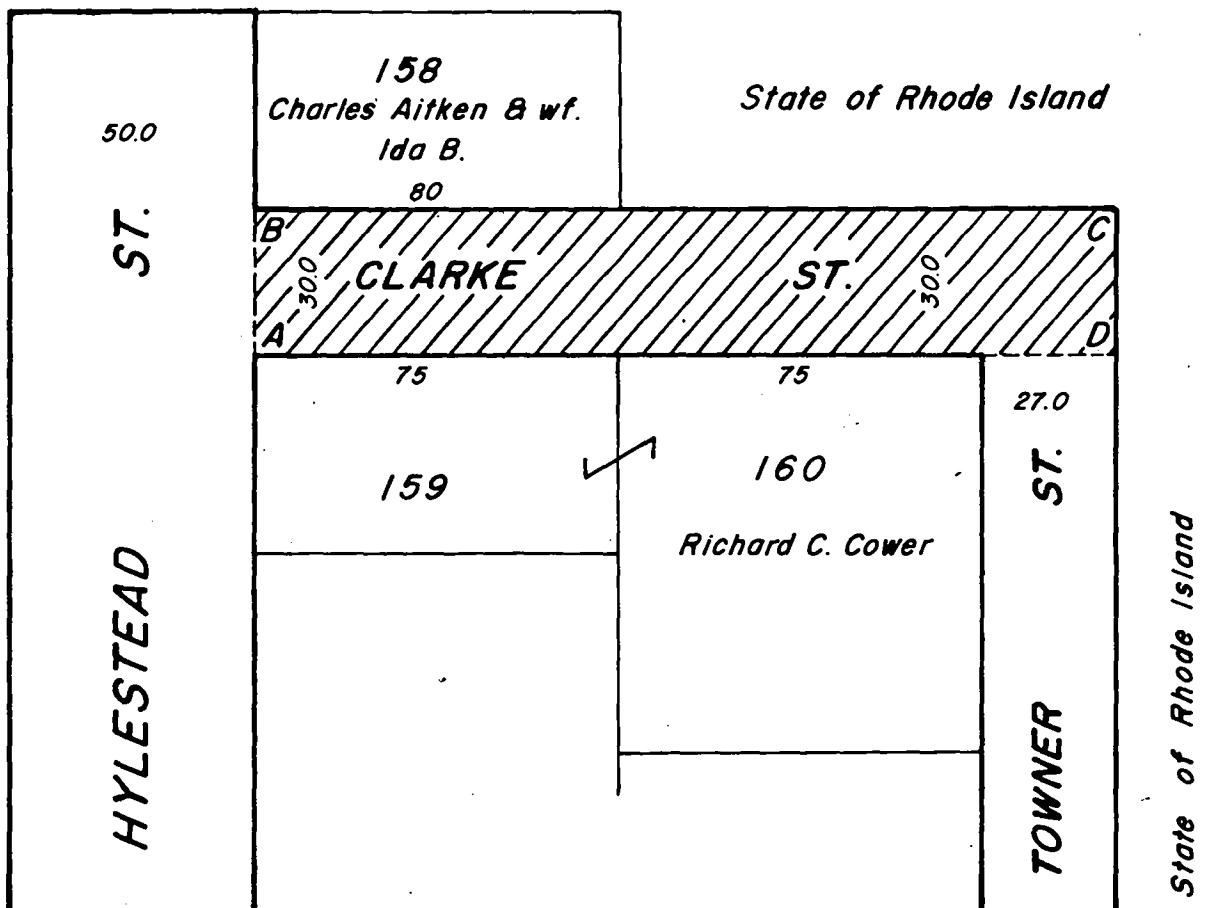 158
Charles Aitken & wf.
Ida B.
80
State of Rhode Island
50.0
HYLESTEAD ST.
B
C
30.0
CLARKE ST.
30.0
A
D
75
75
27.0
159
160
Richard C. Cower
TOWNER ST.
State of Rhode Island